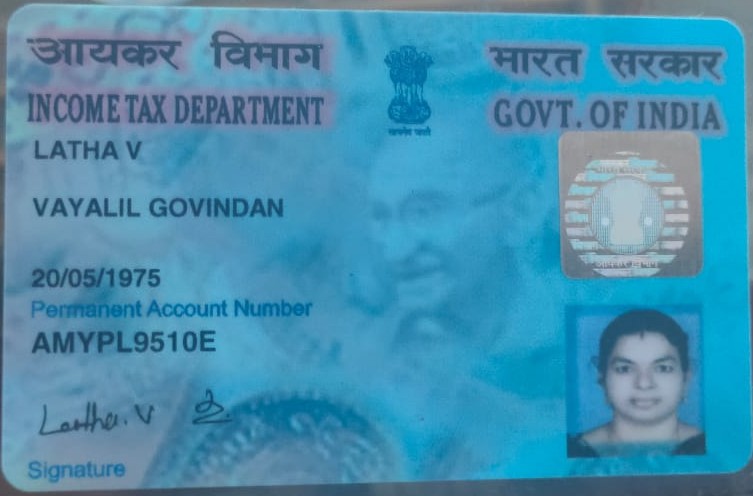 आयकर विभाग
भारत सरकार
INCOME TAX DEPARTMENT
GOVT. OF INDIA
सत्यमेव जयते
LATHA V
VAYALIL GOVINDAN
20/05/1975
Permanent Account Number
AMYPL9510E
Latha. V
Signature